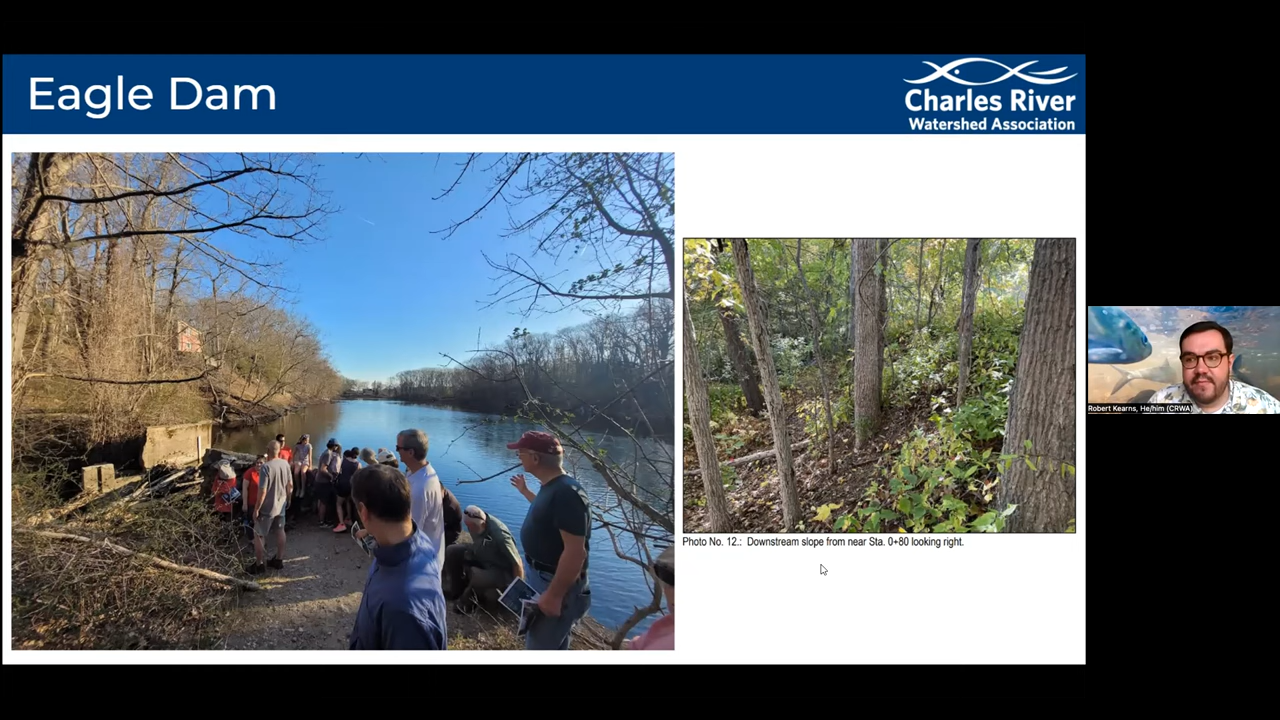 Eagle Dam
Charles River
Watershed Association
Photo No. 12.: Downstream slope from near Sta. 0+80 looking right.
Robert Kearns, He/him (CRWA)